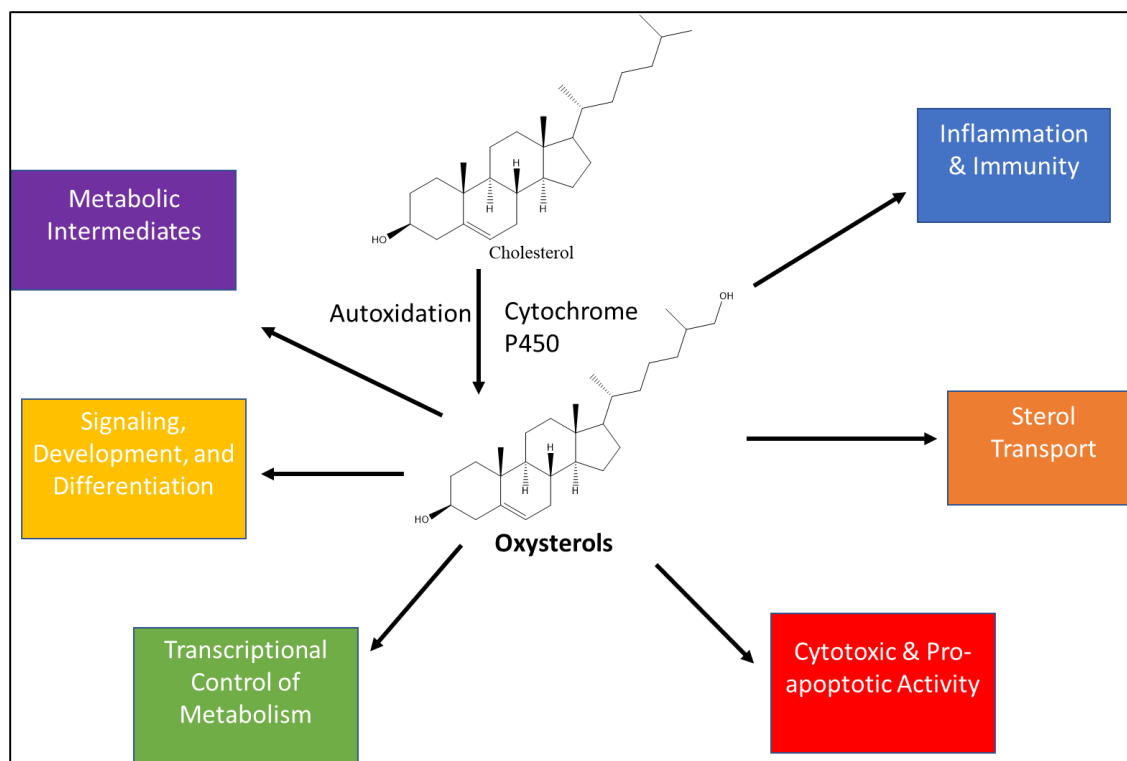 H
H
H
HO
Cholesterol
Autoxidation
Cytochrome
P450
OH
H
H
H
HO
Oxysterols
Metabolic
Intermediates
Signaling,
Development, and
Differentiation
Transcriptional
Control of
Metabolism
Inflammation
& Immunity
Sterol
Transport
Cytotoxic & Pro-
apoptotic Activity